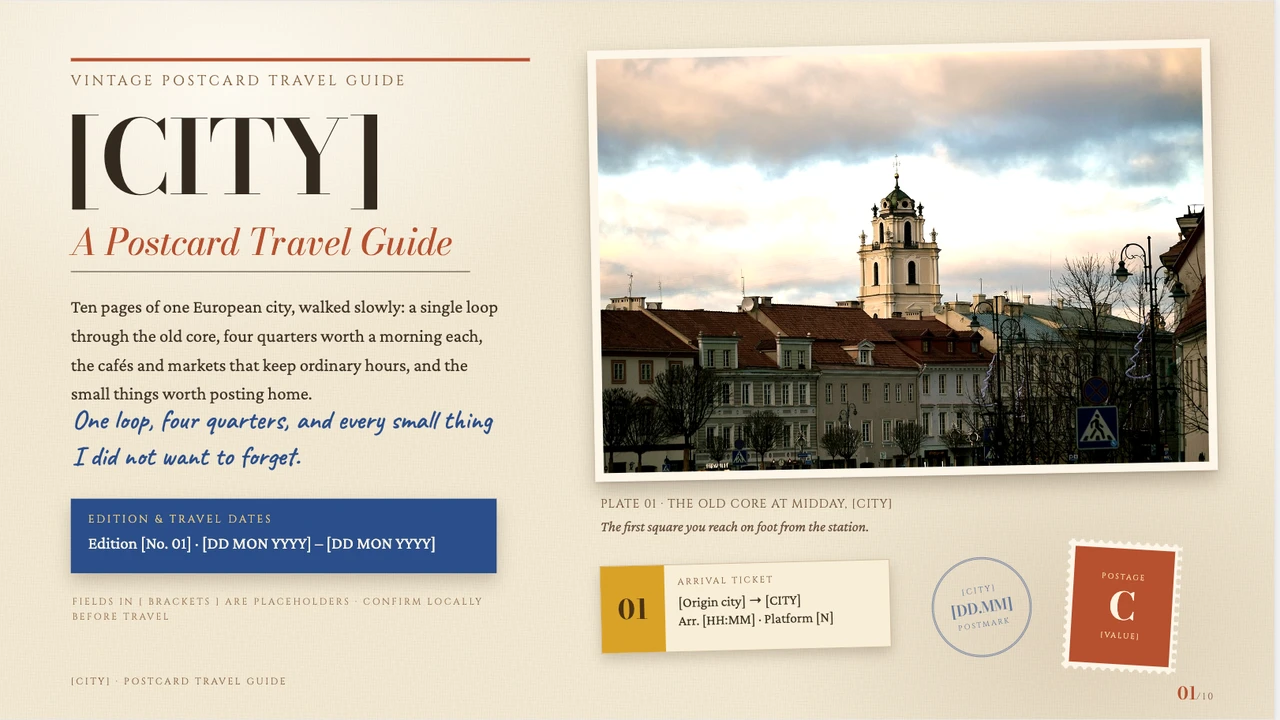 VINTAGE POSTCARD TRAVEL GUIDE
[CITY]
A Postcard Travel Guide
Ten pages of one European city, walked slowly: a single loop
through the old core, four quarters worth a morning each,
the cafés and markets that keep ordinary hours, and the
small things worth posting home.
One loop, four quarters, and every small thing
I did not want to forget.
EDITION & TRAVEL DATES
Edition [No. 01] · [DD MON YYYY] – [DD MON YYYY]
FIELDS IN [ BRACKETS ] ARE PLACEHOLDERS · CONFIRM LOCALLY
BEFORE TRAVEL
[CITY] · POSTCARD TRAVEL GUIDE
PLATE 01 · THE OLD CORE AT MIDDAY, [CITY]
The first square you reach on foot from the station.
01
ARRIVAL TICKET
[Origin city] → [CITY]
Arr. [HH:MM] · Platform [N]
[CITY]
[DD.MM]
POSTMARK
POSTAGE
C
[VALUE]
01/10